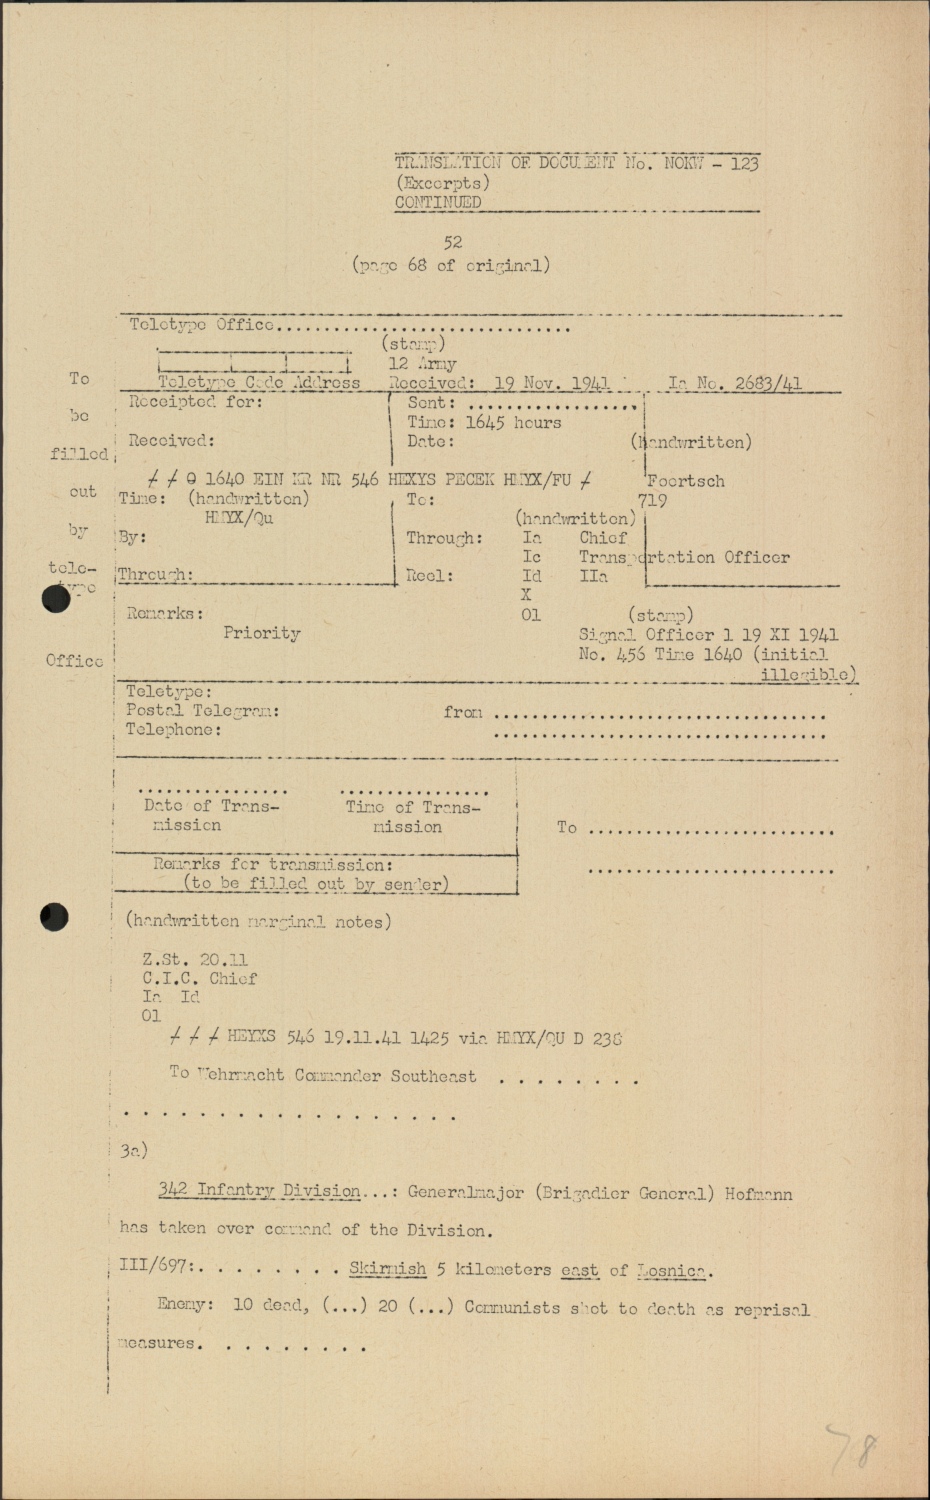 TRANSLATION OF DOCUMENT No. NOKW - 123
(Excerpts)
CONTINUED
52
(page 68 of original)
Teletype Office...............................
(stamp)
12 Army
Teletype Code Address Received: 19 Nov. 1941 Ia No. 2683/41
To be filled out by tele-type Office
Receipted for: Sent: ..................
Time: 1645 hours
Received: Date: (handwritten)
/ / Q 1640 EIN KR NR 546 HEXYS PECEK HMYX/FU / Foertsch
Time: (handwritten) To: 719
HMYX/Qu (handwritten)
By: Through: Ia Chief
Ic Transportation Officer
Through: Reel: Id IIa
X
Remarks: O1 (stamp)
Priority Signal Officer 1 19 XI 1941
No. 456 Time 1640 (initial
illegible)
Teletype:
Postal Telegram: from ...................................
Telephone: ...................................
................ ................
Date of Trans- Time of Trans-
mission mission To ..........................
Remarks for transmission:
(to be filled out by sender) ..........................
(handwritten marginal notes)
Z.St. 20.11
C.I.C. Chief
Ia Id
O1
/ / / HEYXS 546 19.11.41 1425 via HMYX/QU D 238
To Wehrmacht Commander Southeast . . . . . . . .
. . . . . . . . . . . . . . . . . .
3a)
342 Infantry Division...: Generalmajor (Brigadier General) Hofmann
has taken over command of the Division.
III/697:. . . . . . . . Skirmish 5 kilometers east of Losnica.
Enemy: 10 dead, (...) 20 (...) Communists shot to death as reprisal
measures. . . . . . . . .
78